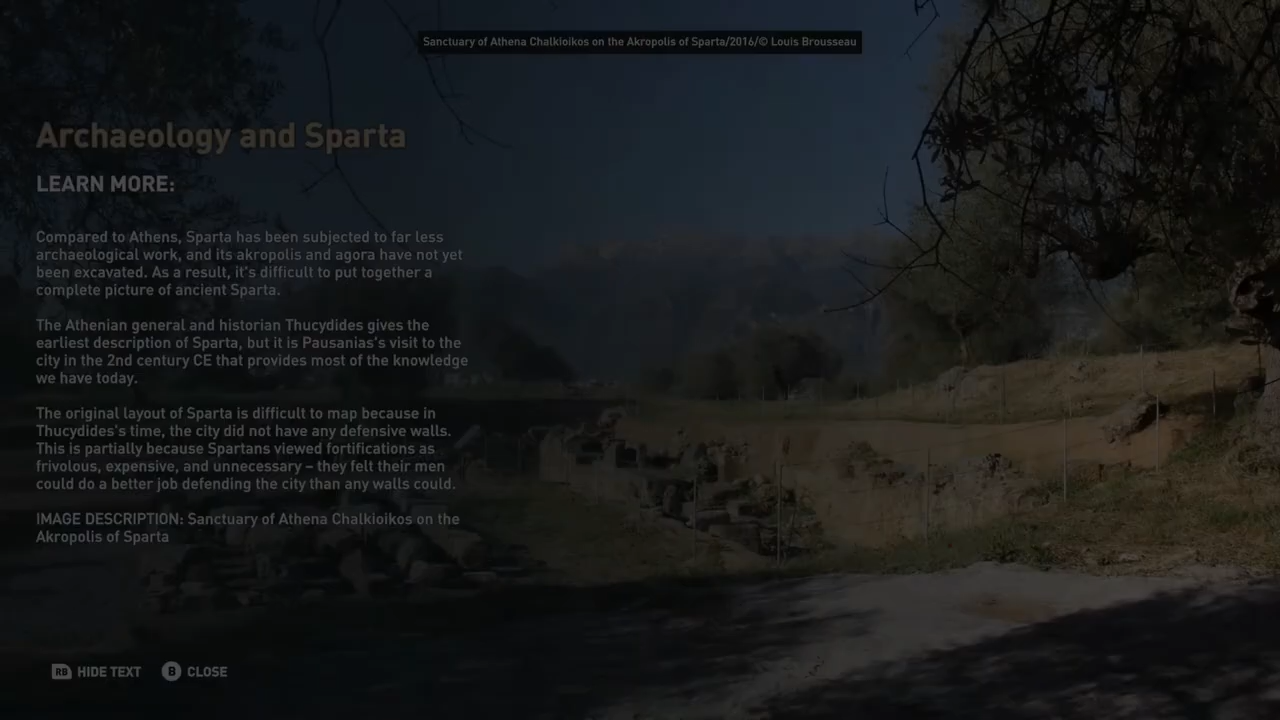 Sanctuary of Athena Chalkioikos on the Akropolis of Sparta/2016/© Louis Brousseau
Archaeology and Sparta
LEARN MORE:
Compared to Athens, Sparta has been subjected to far less
archaeological work, and its akropolis and agora have not yet
been excavated. As a result, it's difficult to put together a
complete picture of ancient Sparta.
The Athenian general and historian Thucydides gives the
earliest description of Sparta, but it is Pausanias's visit to the
city in the 2nd century CE that provides most of the knowledge
we have today.
The original layout of Sparta is difficult to map because in
Thucydides's time, the city did not have any defensive walls.
This is partially because Spartans viewed fortifications as
frivolous, expensive, and unnecessary – they felt their men
could do a better job defending the city than any walls could.
IMAGE DESCRIPTION: Sanctuary of Athena Chalkioikos on the
Akropolis of Sparta
RB HIDE TEXT B CLOSE